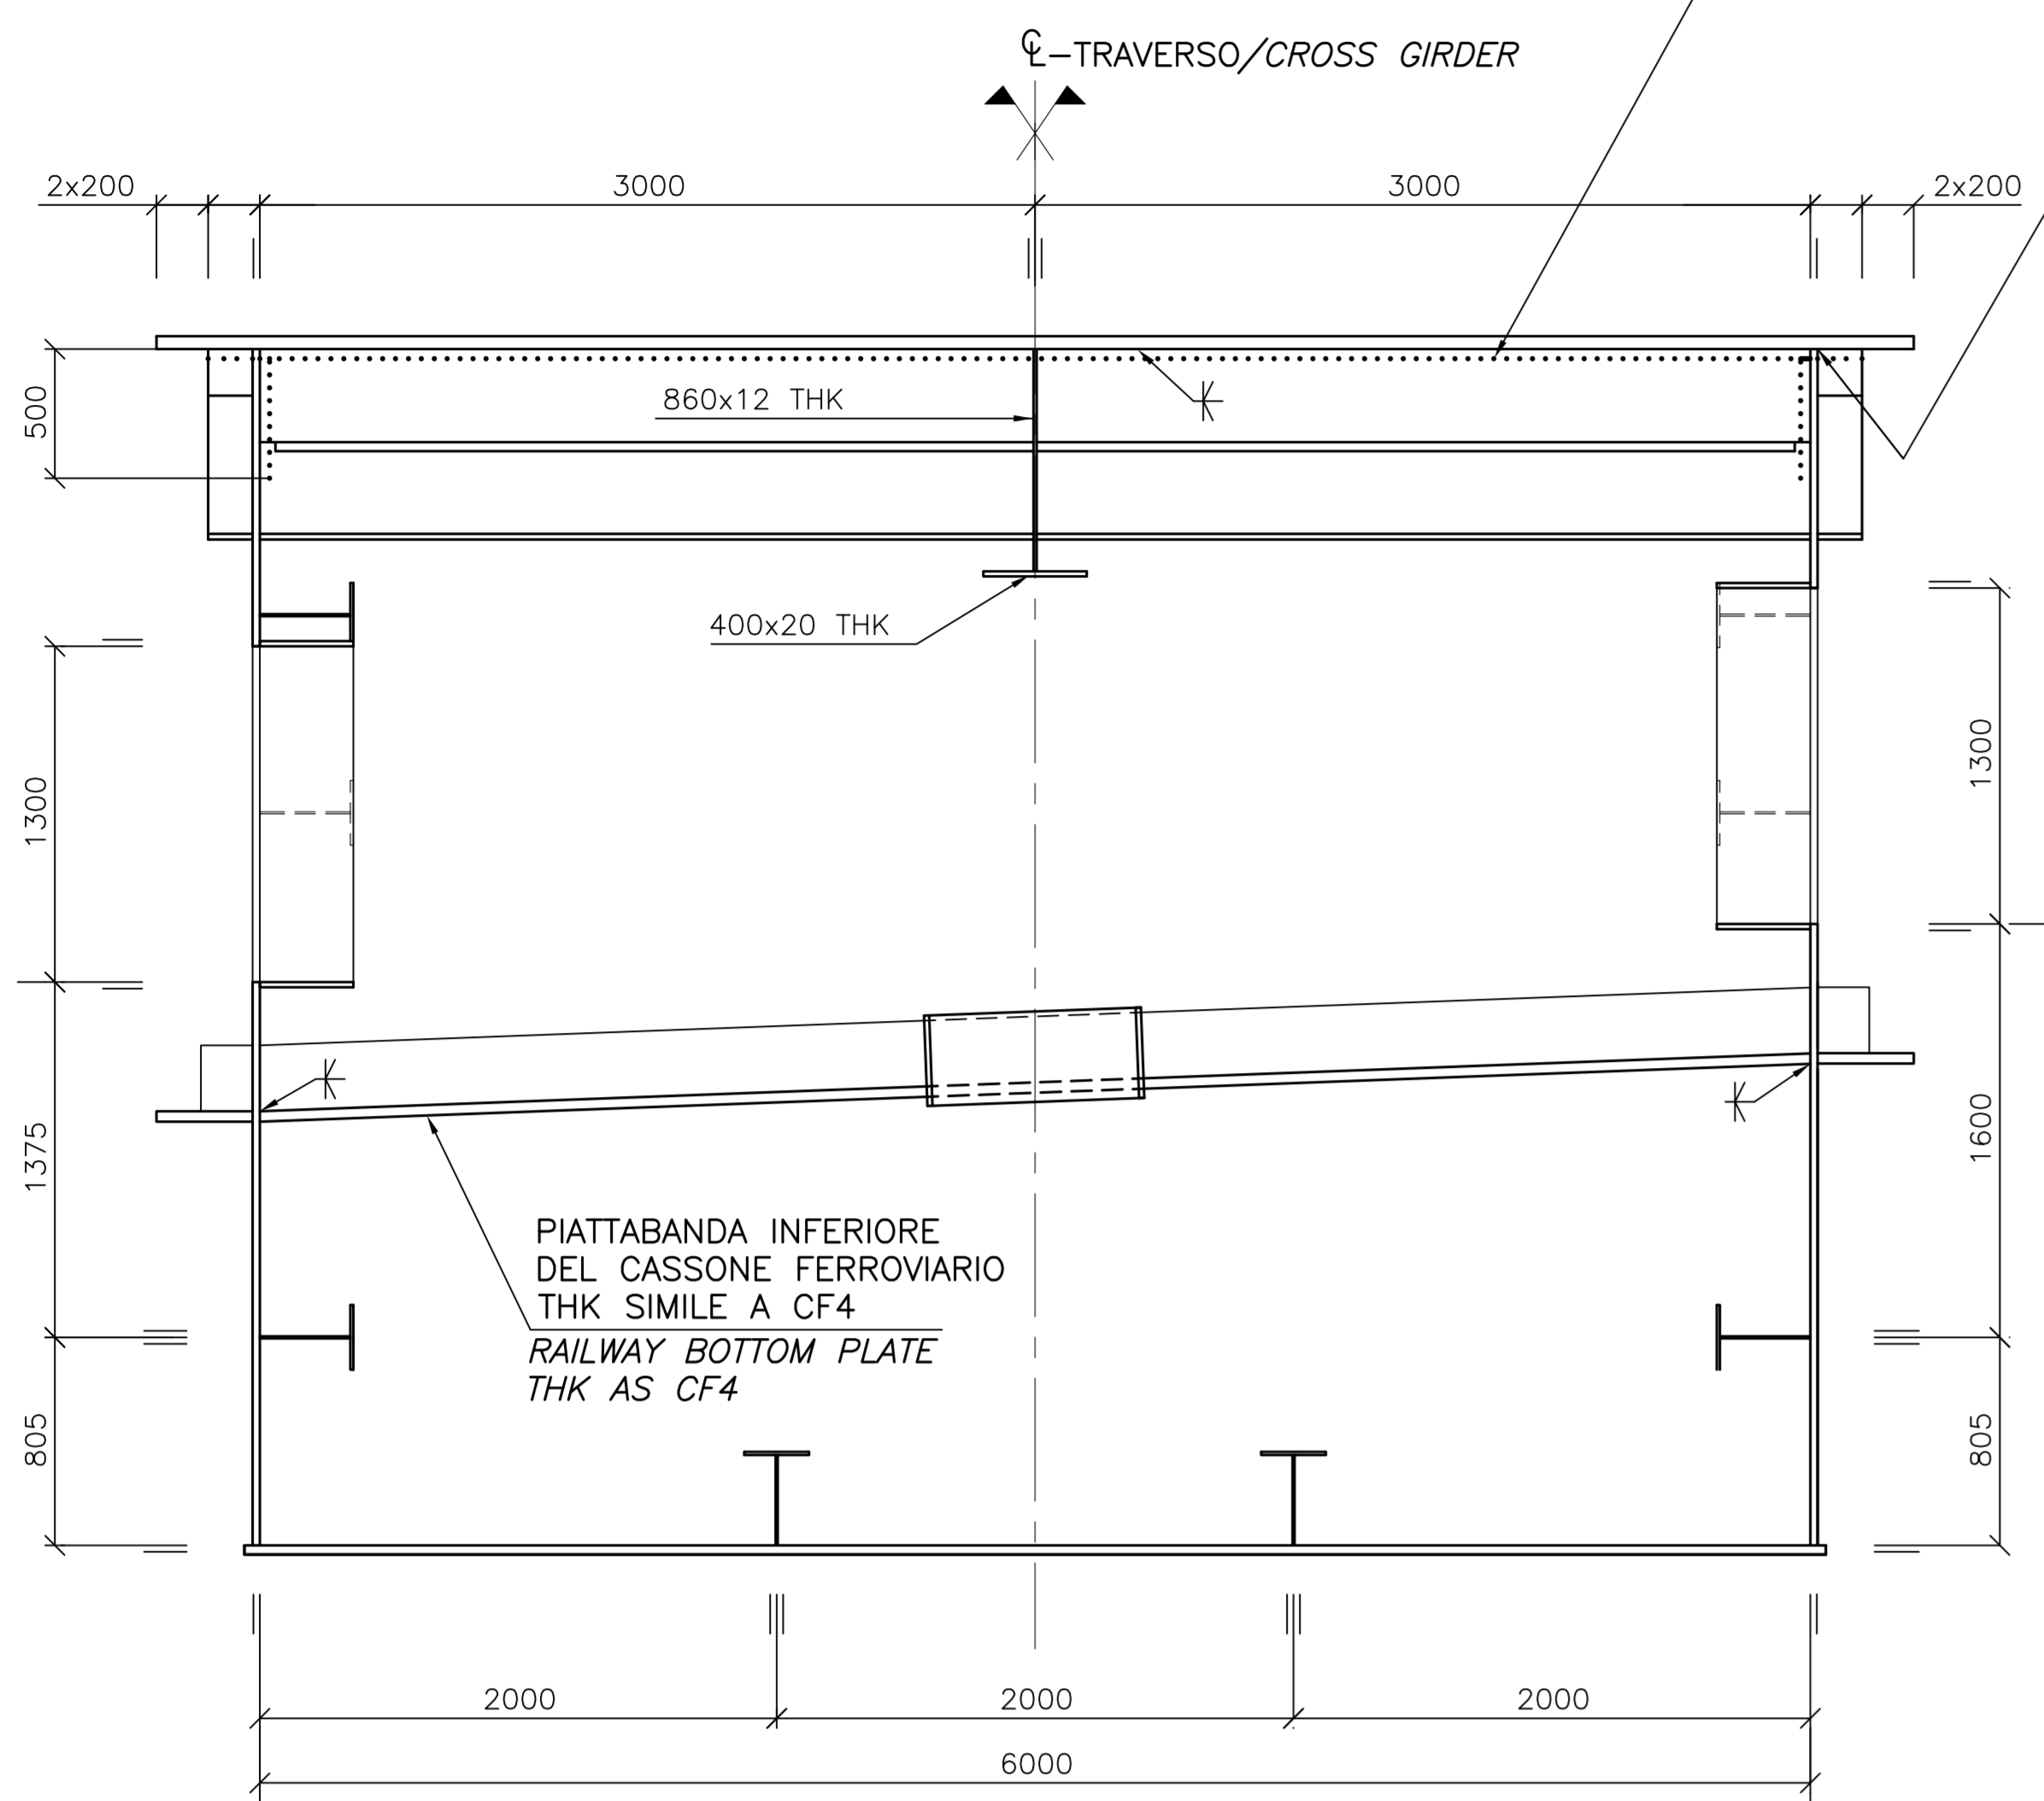 ℄-TRAVERSO/CROSS GIRDER
2x200
3000
3000
2x200
500
860x12 THK
400x20 THK
1300
1300
1375
1600
PIATTABANDA INFERIORE
DEL CASSONE FERROVIARIO
THK SIMILE A CF4
RAILWAY BOTTOM PLATE
THK AS CF4
805
805
2000
2000
2000
6000